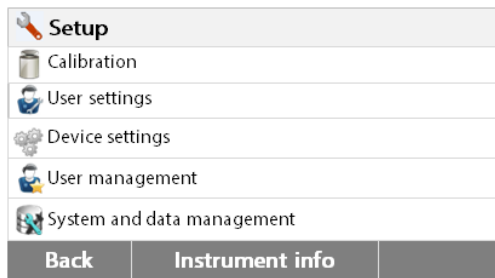 Setup
Calibration
User settings
Device settings
User management
System and data management
Back Instrument info